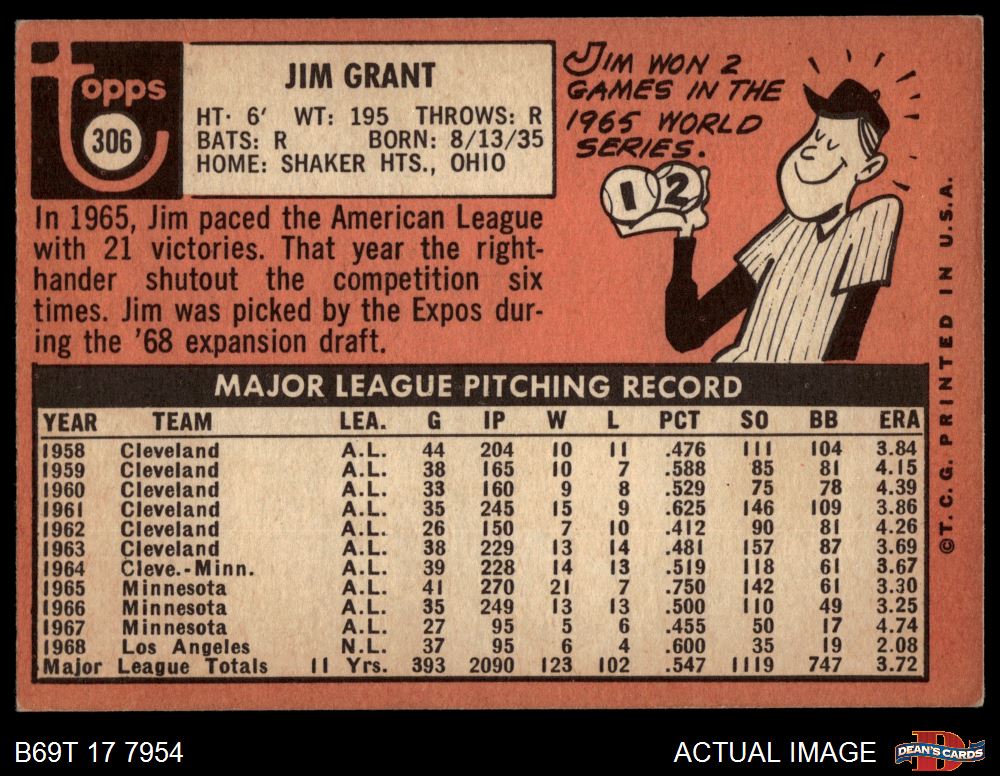 topps
306
JIM GRANT
HT· 6' WT: 195 THROWS: R
BATS: R BORN: 8/13/35
HOME: SHAKER HTS., OHIO
JIM WON 2
GAMES IN THE
1965 WORLD
SERIES.
1 2
In 1965, Jim paced the American League
with 21 victories. That year the right-
hander shutout the competition six
times. Jim was picked by the Expos dur-
ing the '68 expansion draft.
MAJOR LEAGUE PITCHING RECORD
YEAR TEAM LEA. G IP W L PCT SO BB ERA
1958 Cleveland A.L. 44 204 10 11 .476 111 104 3.84
1959 Cleveland A.L. 38 165 10 7 .588 85 81 4.15
1960 Cleveland A.L. 33 160 9 8 .529 75 78 4.39
1961 Cleveland A.L. 35 245 15 9 .625 146 109 3.86
1962 Cleveland A.L. 26 150 7 10 .412 90 81 4.26
1963 Cleveland A.L. 38 229 13 14 .481 157 87 3.69
1964 Cleve.-Minn. A.L. 39 228 14 13 .519 118 61 3.67
1965 Minnesota A.L. 41 270 21 7 .750 142 61 3.30
1966 Minnesota A.L. 35 249 13 13 .500 110 49 3.25
1967 Minnesota A.L. 27 95 5 6 .455 50 17 4.74
1968 Los Angeles N.L. 37 95 6 4 .600 35 19 2.08
Major League Totals 11 Yrs. 393 2090 123 102 .547 1119 747 3.72
©T. C. G. PRINTED IN U.S.A.
B69T 17 7954
ACTUAL IMAGE
DEAN'S CARDS